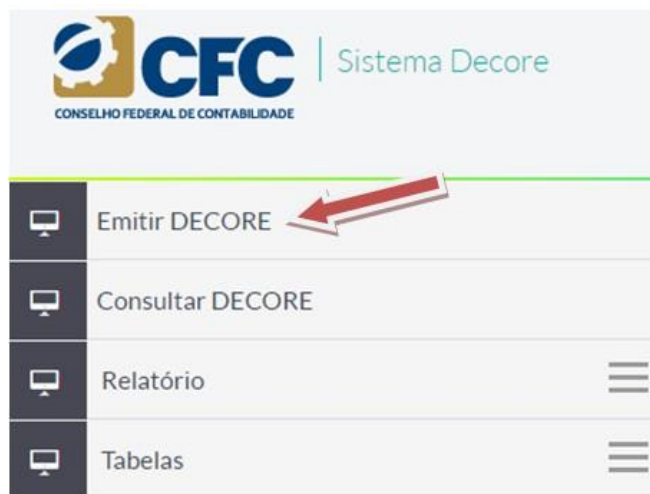 CFC
CONSELHO FEDERAL DE CONTABILIDADE
Sistema Decore
Emitir DECORE
Consultar DECORE
Relatório
Tabelas